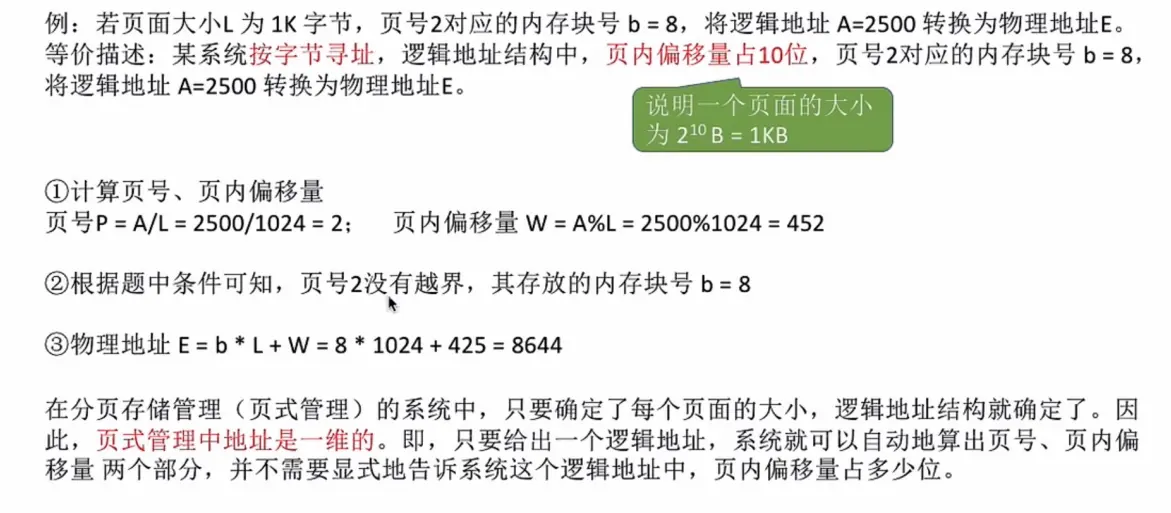 例：若页面大小L 为 1K 字节，页号2对应的内存块号 b = 8，将逻辑地址 A=2500 转换为物理地址E。
等价描述：某系统按字节寻址，逻辑地址结构中，页内偏移量占10位，页号2对应的内存块号 b = 8，
将逻辑地址 A=2500 转换为物理地址E。
说明一个页面的大小
为 2¹⁰ B = 1KB
①计算页号、页内偏移量
页号P = A/L = 2500/1024 = 2； 页内偏移量 W = A%L = 2500%1024 = 452
②根据题中条件可知，页号2没有越界，其存放的内存块号 b = 8
③物理地址 E = b * L + W = 8 * 1024 + 425 = 8644
在分页存储管理（页式管理）的系统中，只要确定了每个页面的大小，逻辑地址结构就确定了。因
此，页式管理中地址是一维的。即，只要给出一个逻辑地址，系统就可以自动地算出页号、页内偏
移量 两个部分，并不需要显式地告诉系统这个逻辑地址中，页内偏移量占多少位。